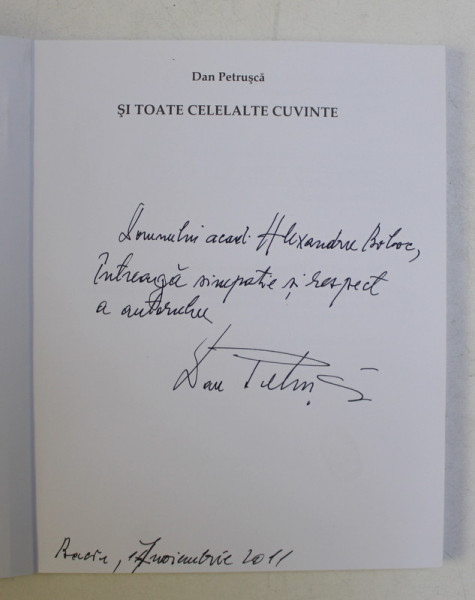 Dan Petrușcă
ȘI TOATE CELELALTE CUVINTE
Domnului acad. Alexandru Boboc,
întreagă simpatie și respect
a autorului
Dan Petrușcă
Bacău, 17 noiembrie 2011